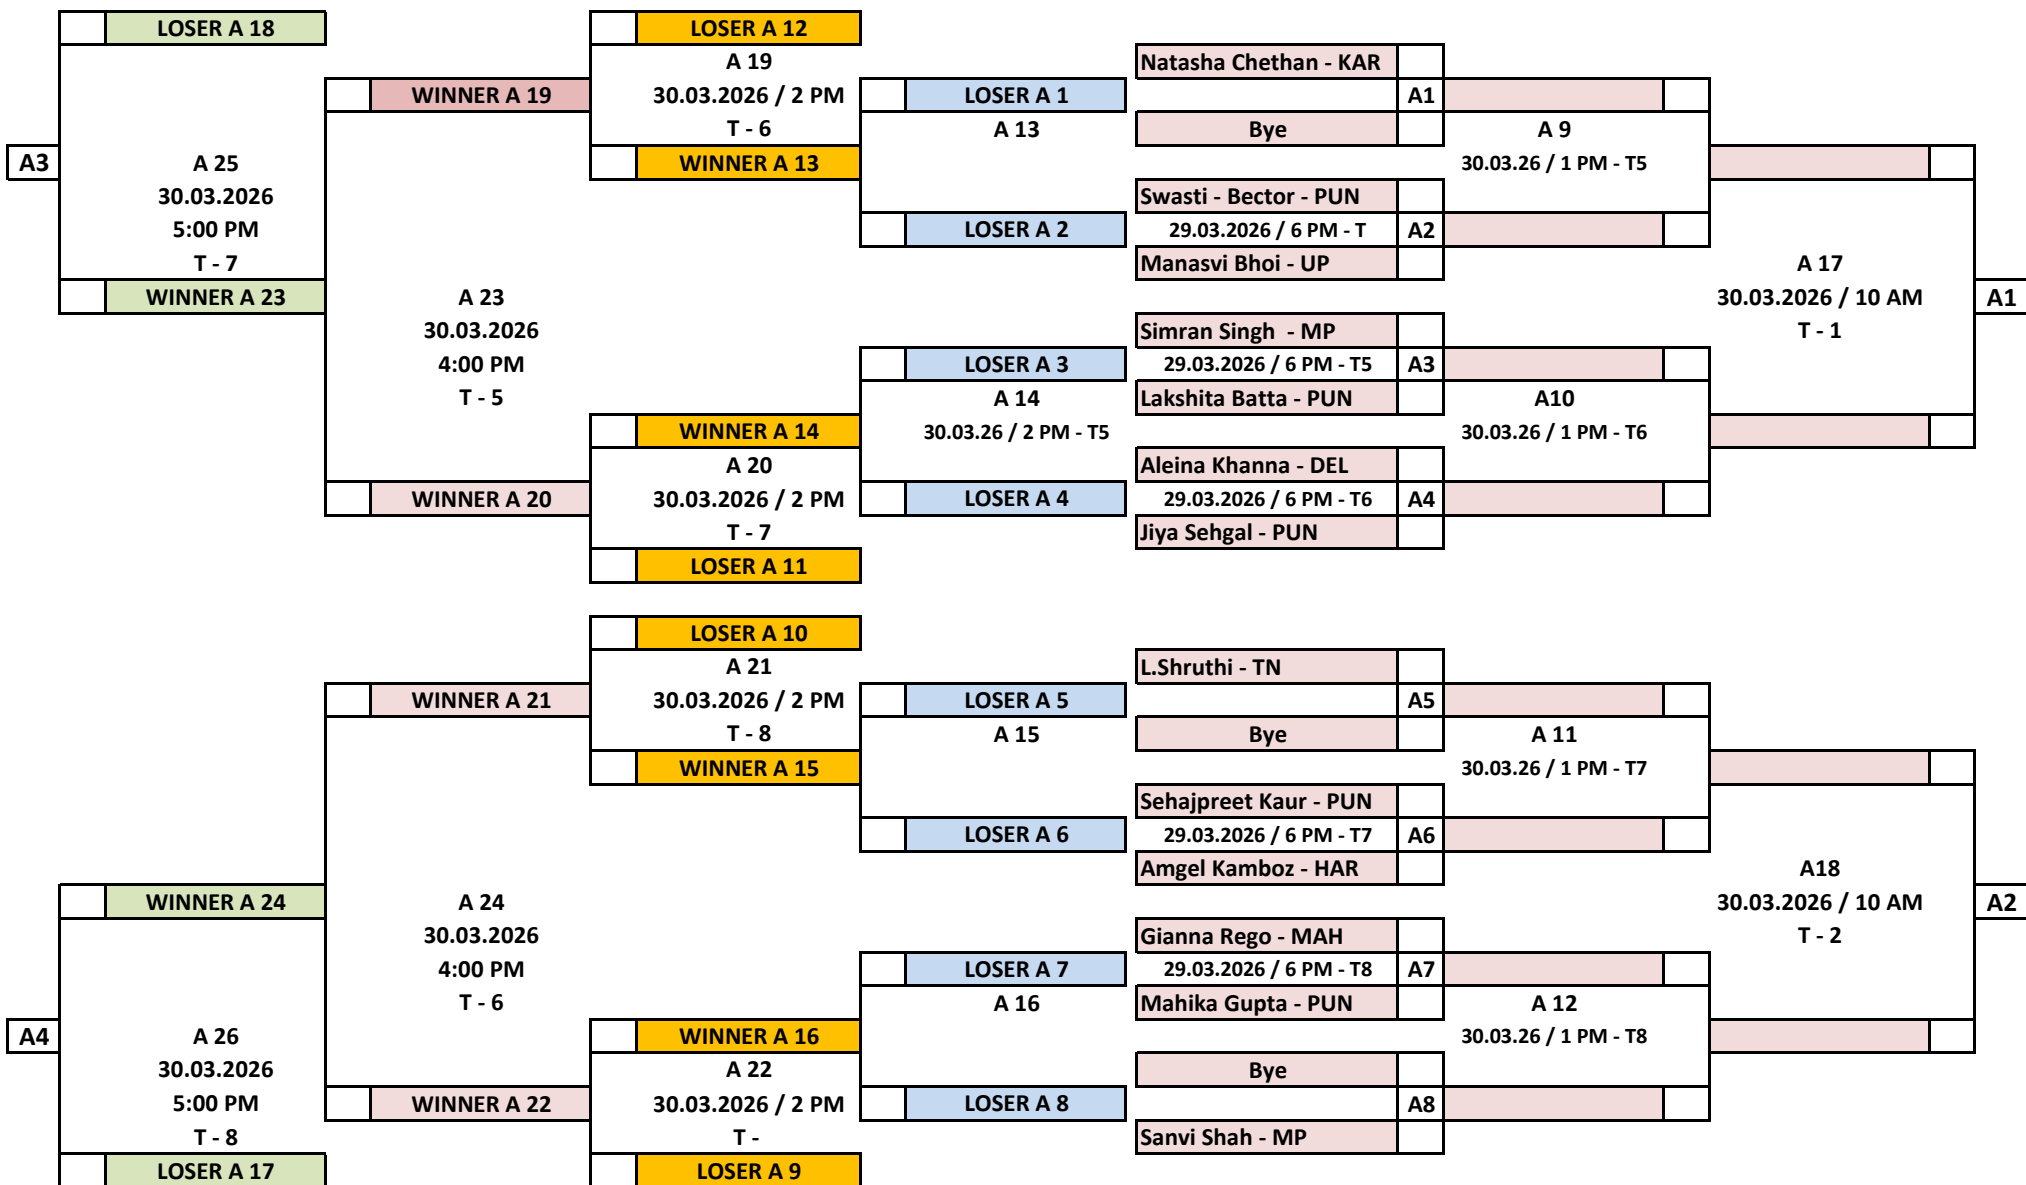 LOSER A 18
LOSER A 12
A 19
Natasha Chethan - KAR
WINNER A 19
30.03.2026 / 2 PM
LOSER A 1
A1
T - 6
A 13
Bye
A 9
A3
A 25
WINNER A 13
30.03.26 / 1 PM - T5
30.03.2026
Swasti - Bector - PUN
5:00 PM
LOSER A 2
29.03.2026 / 6 PM - T
A2
T - 7
Manasvi Bhoi - UP
A 17
WINNER A 23
A 23
30.03.2026 / 10 AM
A1
30.03.2026
Simran Singh - MP
T - 1
4:00 PM
LOSER A 3
29.03.2026 / 6 PM - T5
A3
T - 5
A 14
Lakshita Batta - PUN
A10
WINNER A 14
30.03.26 / 2 PM - T5
30.03.26 / 1 PM - T6
A 20
Aleina Khanna - DEL
WINNER A 20
30.03.2026 / 2 PM
LOSER A 4
29.03.2026 / 6 PM - T6
A4
T - 7
Jiya Sehgal - PUN
LOSER A 11
LOSER A 10
A 21
L.Shruthi - TN
WINNER A 21
30.03.2026 / 2 PM
LOSER A 5
A5
T - 8
A 15
Bye
A 11
WINNER A 15
30.03.26 / 1 PM - T7
Sehajpreet Kaur - PUN
LOSER A 6
29.03.2026 / 6 PM - T7
A6
Amgel Kamboz - HAR
A18
WINNER A 24
A 24
30.03.2026 / 10 AM
A2
30.03.2026
Gianna Rego - MAH
T - 2
4:00 PM
LOSER A 7
29.03.2026 / 6 PM - T8
A7
T - 6
A 16
Mahika Gupta - PUN
A 12
A4
A 26
WINNER A 16
30.03.26 / 1 PM - T8
30.03.2026
A 22
Bye
5:00 PM
WINNER A 22
30.03.2026 / 2 PM
LOSER A 8
A8
T - 8
T -
Sanvi Shah - MP
LOSER A 17
LOSER A 9